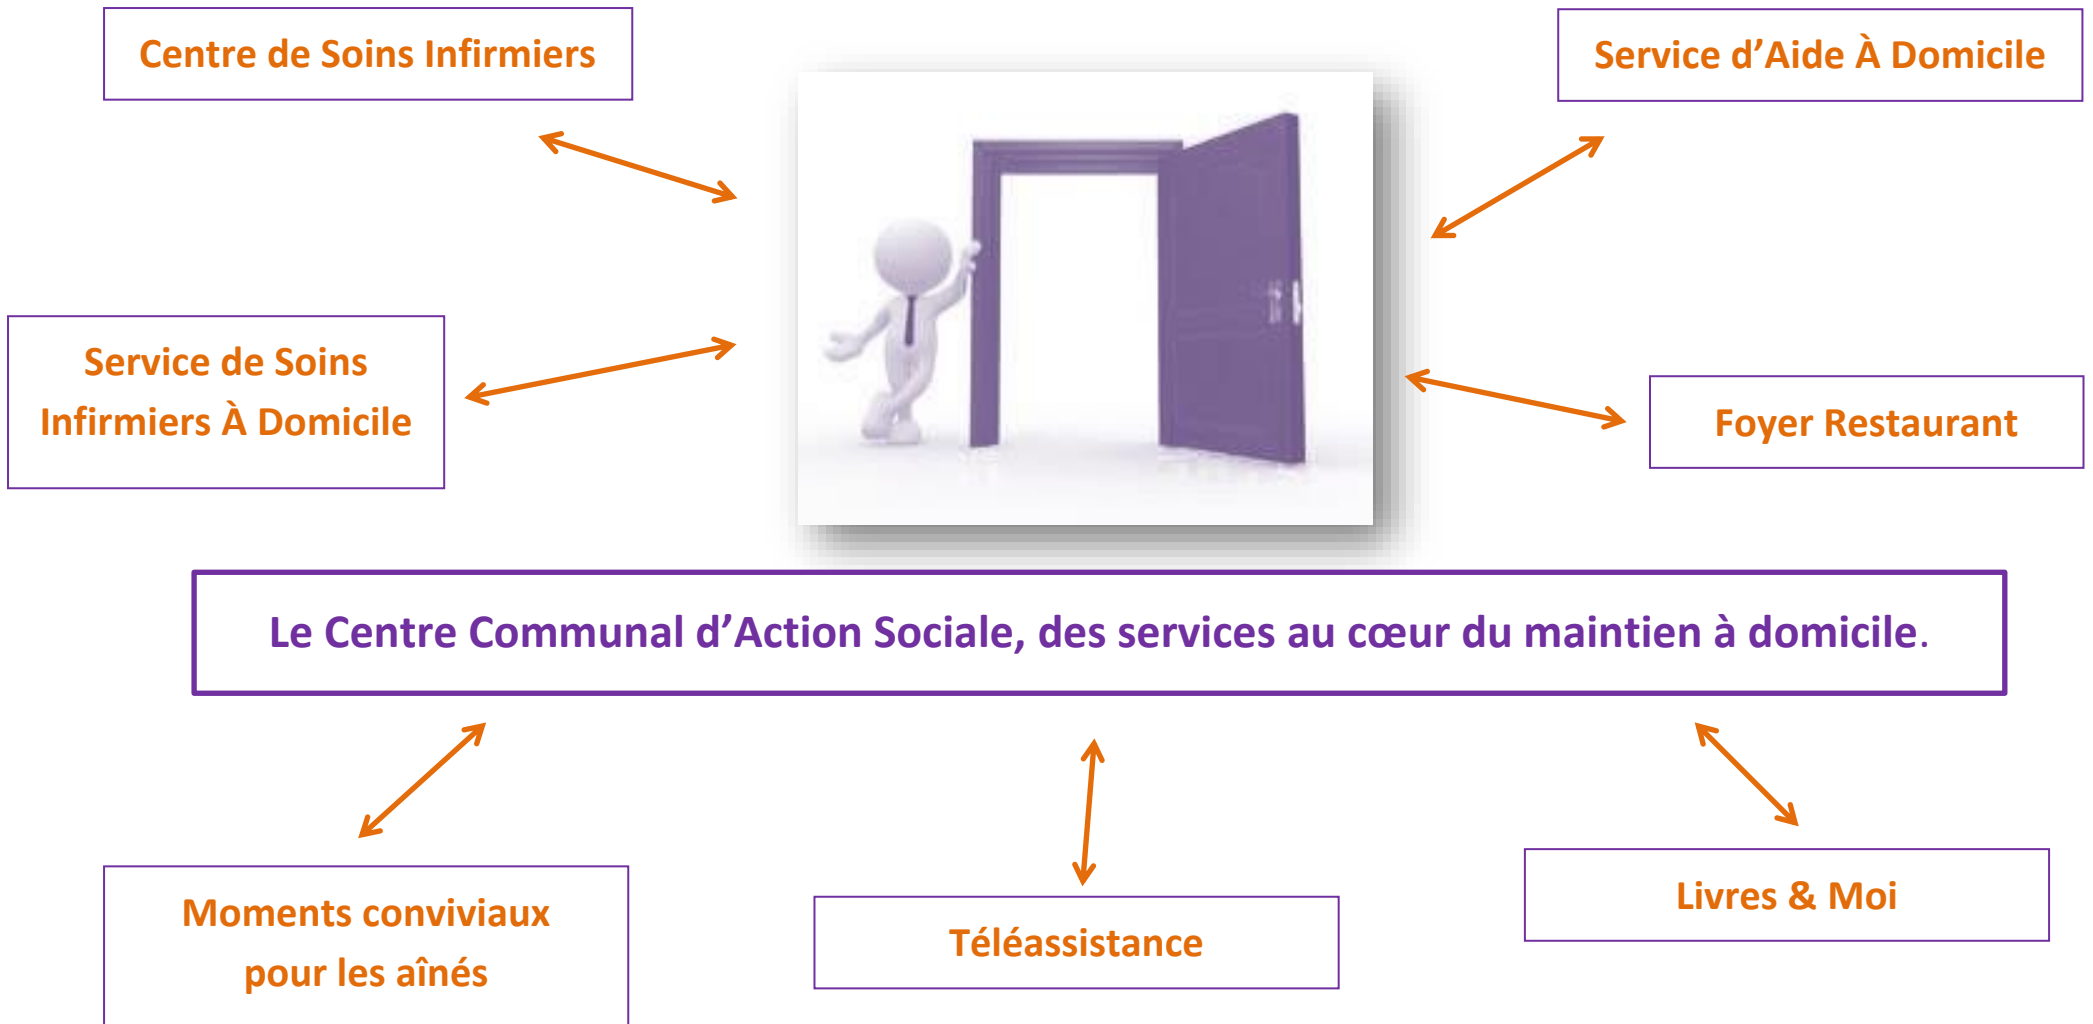 Centre de Soins Infirmiers
Service d’Aide À Domicile
Service de Soins
Infirmiers À Domicile
Foyer Restaurant
Le Centre Communal d’Action Sociale, des services au cœur du maintien à domicile.
Moments conviviaux
pour les aînés
Téléassistance
Livres & Moi